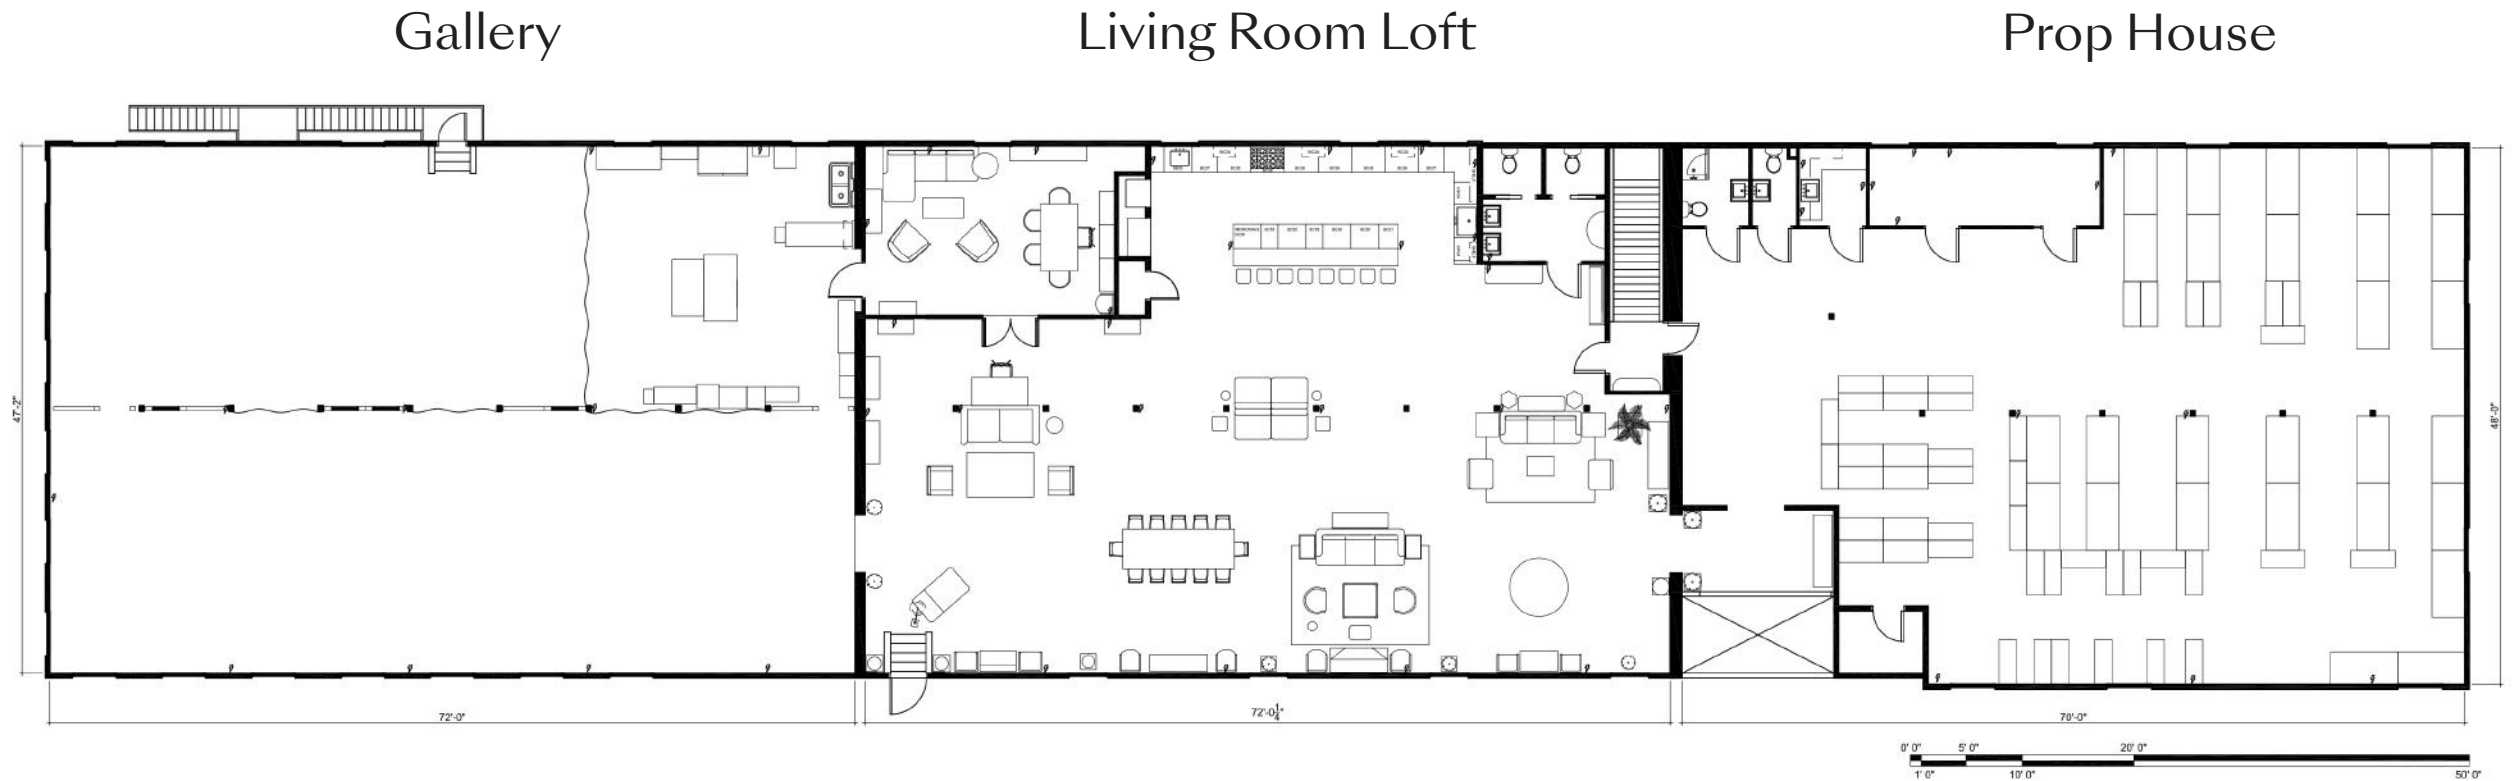 Gallery
Living Room Loft
Prop House
47'-2"
48'-0"
72'-0"
72'-0¼"
70'-0"
0' 0" 5' 0" 20' 0"
1' 0" 10' 0" 50' 0"